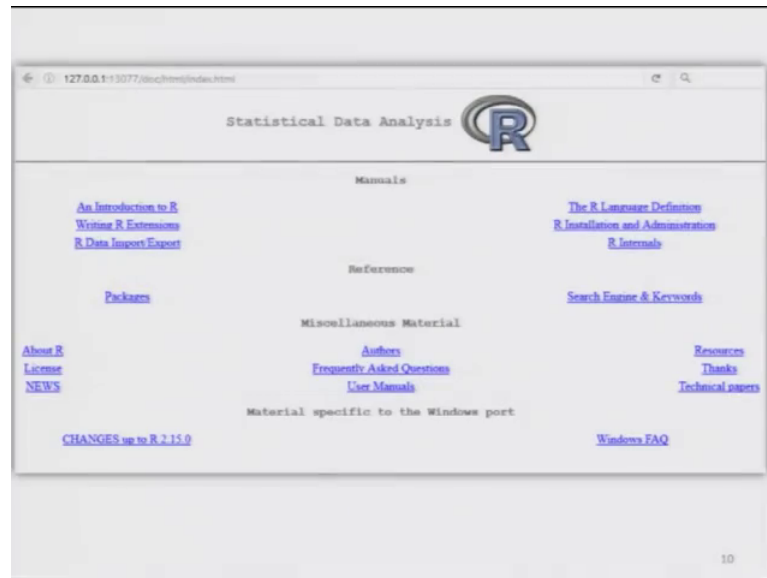 127.0.0.1:13077/doc/html/index.html
Statistical Data Analysis R
Manuals
An Introduction to R The R Language Definition
Writing R Extensions R Installation and Administration
R Data Import/Export R Internals
Reference
Packages Search Engine & Keywords
Miscellaneous Material
About R Authors Resources
License Frequently Asked Questions Thanks
NEWS User Manuals Technical papers
Material specific to the Windows port
CHANGES up to R 2.15.0 Windows FAQ
10